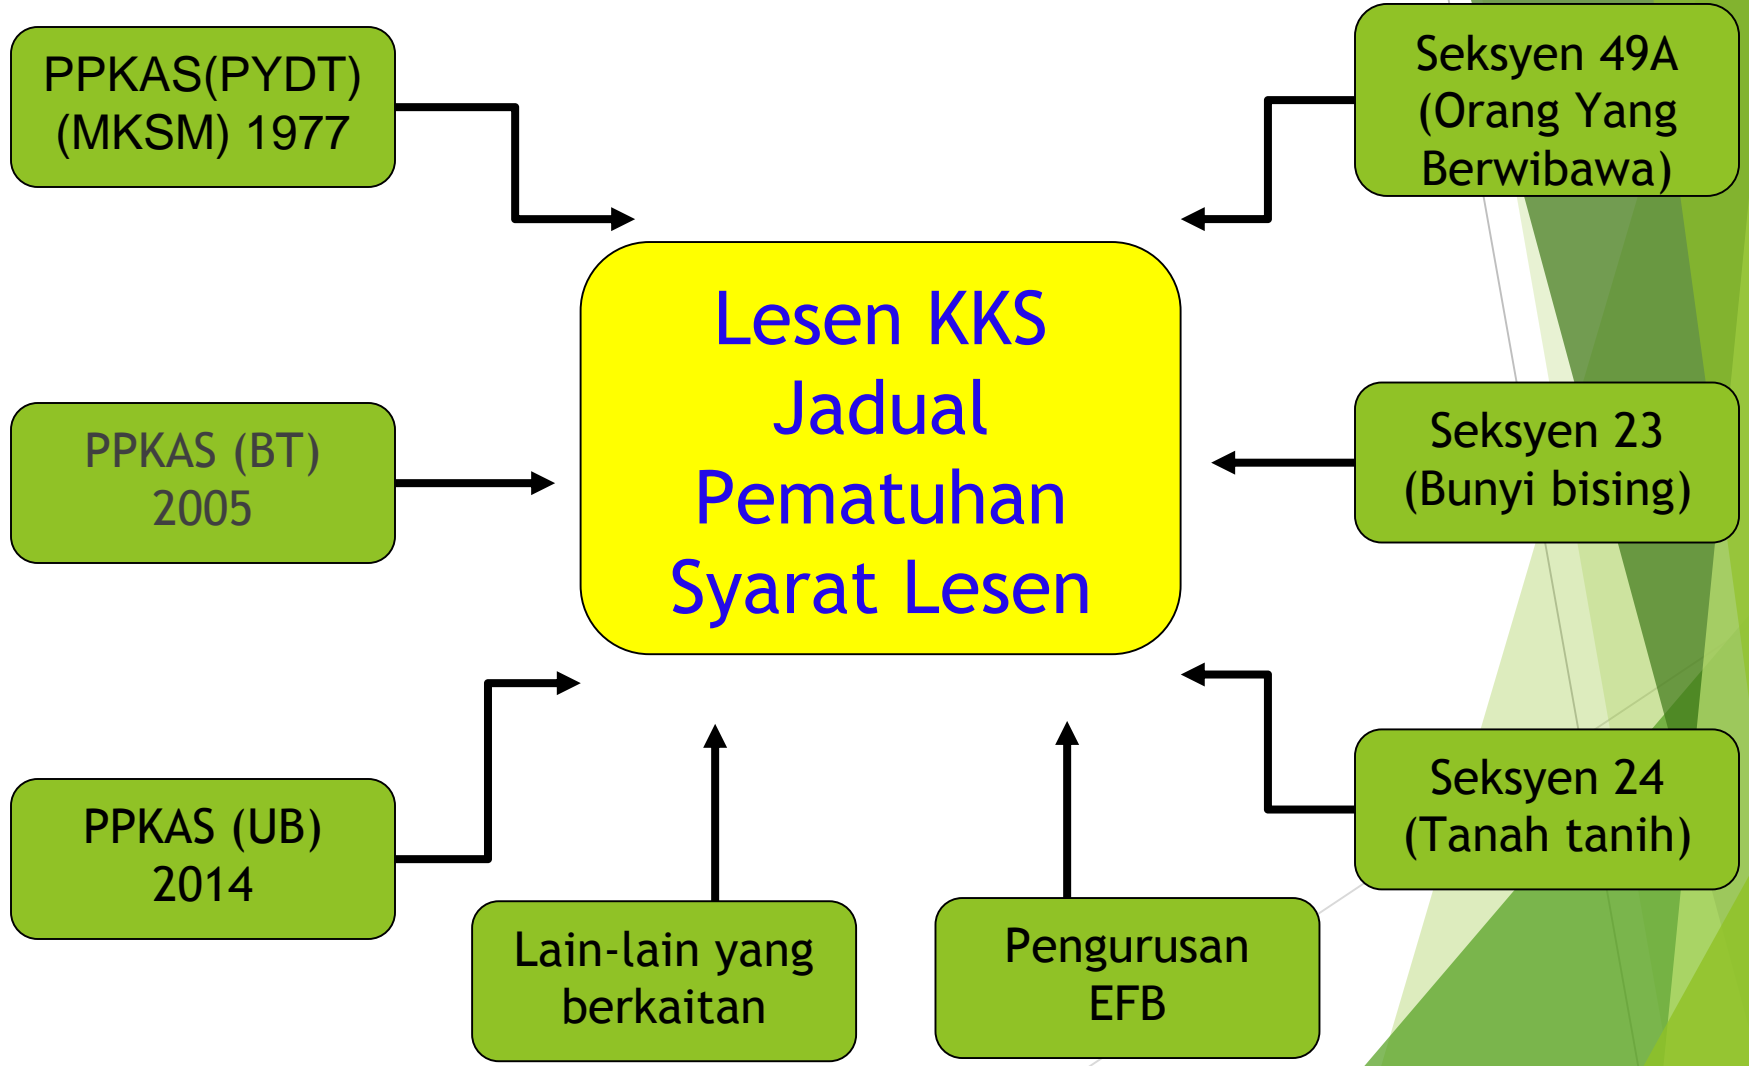 PPKAS(PYDT)
(MKSM) 1977
Seksyen 49A
(Orang Yang
Berwibawa)
Lesen KKS
Jadual
Pematuhan
Syarat Lesen
PPKAS (BT)
2005
Seksyen 23
(Bunyi bising)
PPKAS (UB)
2014
Seksyen 24
(Tanah tanih)
Lain-lain yang
berkaitan
Pengurusan
EFB